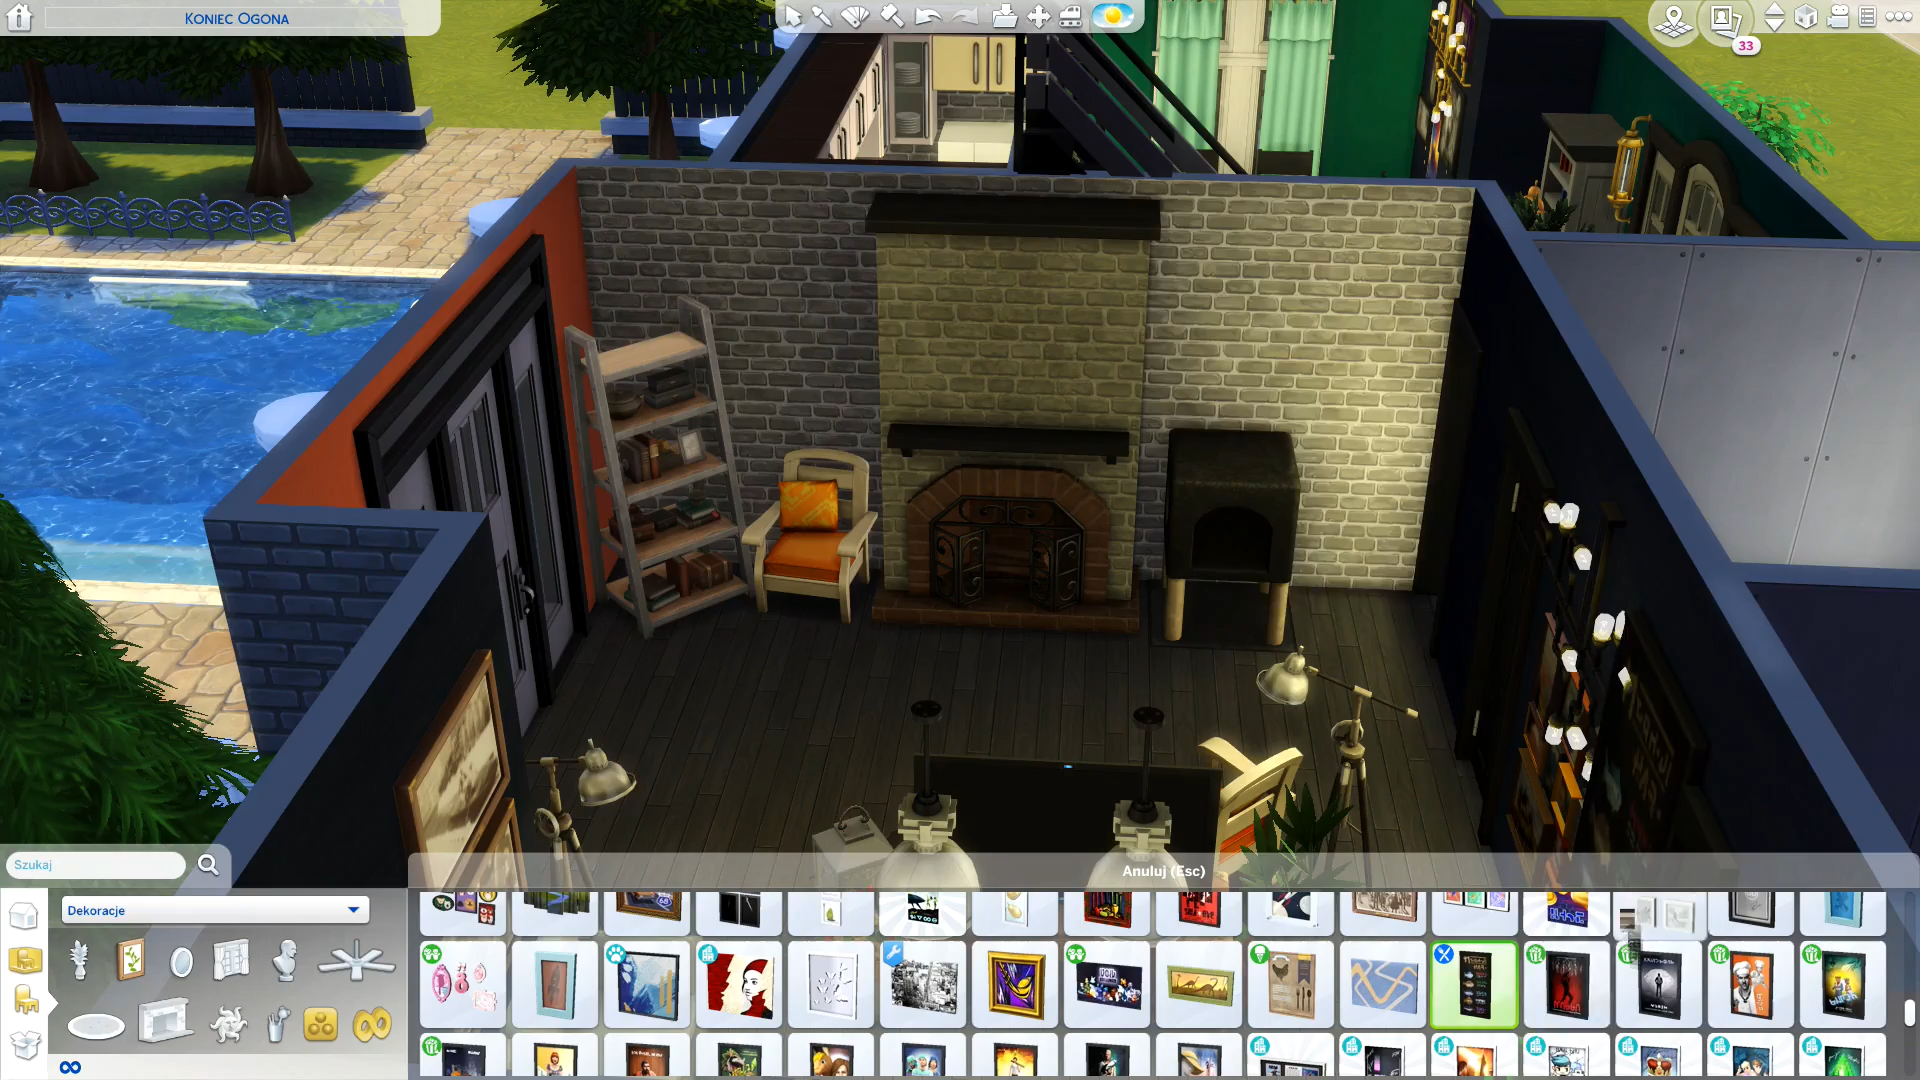 Koniec Ogona
33
Anuluj (Esc)
Szukaj
Dekoracje